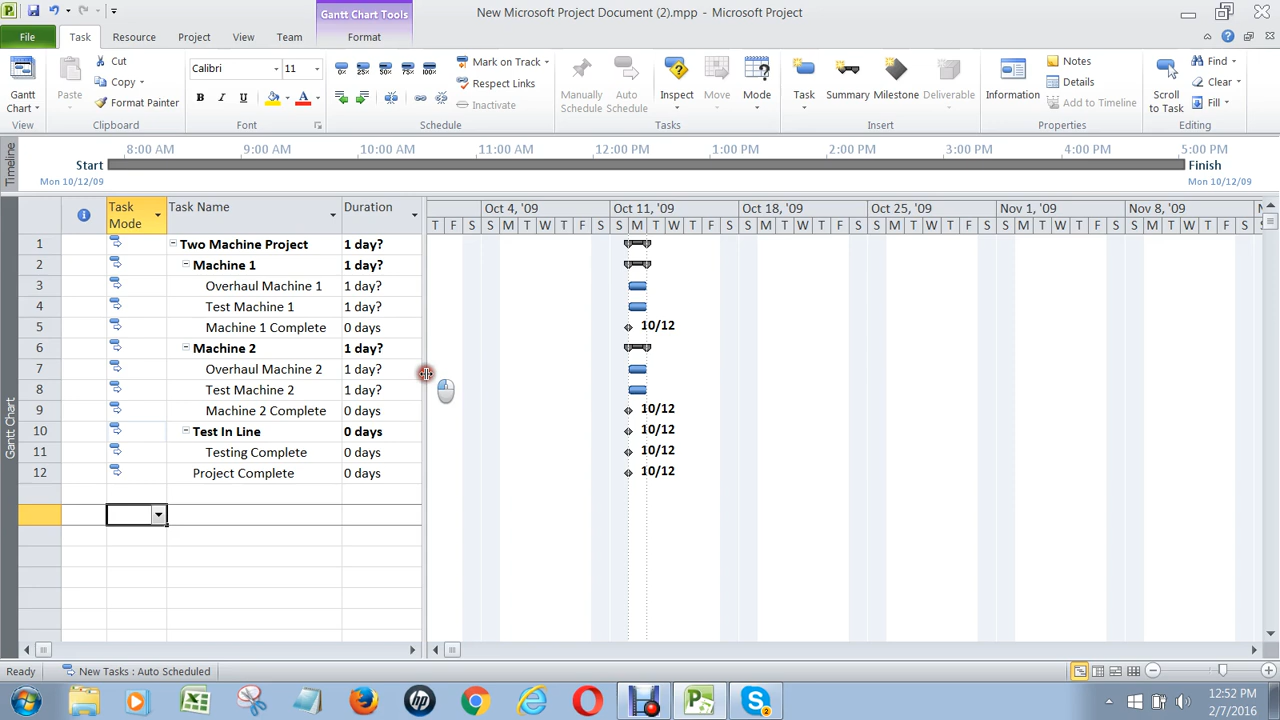 Gantt Chart Tools
New Microsoft Project Document (2).mpp - Microsoft Project
File Task Resource Project View Team Format
Gantt Chart
View
Paste
Cut
Copy
Format Painter
Clipboard
Calibri 11
B I U A
Font
0% 25% 50% 75% 100%
Mark on Track
Respect Links
Inactivate
Schedule
Manually Schedule
Auto Schedule
Inspect
Move
Mode
Tasks
Task
Summary
Milestone
Deliverable
Insert
Information
Notes
Details
Add to Timeline
Properties
Scroll to Task
Find
Clear
Fill
Editing
Timeline
8:00 AM 9:00 AM 10:00 AM 11:00 AM 12:00 PM 1:00 PM 2:00 PM 3:00 PM 4:00 PM 5:00 PM
Start Finish
Mon 10/12/09 Mon 10/12/09
Gantt Chart
Task Mode Task Name Duration
Oct 4, '09 Oct 11, '09 Oct 18, '09 Oct 25, '09 Nov 1, '09 Nov 8, '09
T F S S M T W T F S S M T W T F S S M T W T F S S M T W T F S S M T W T F S S M T W T F S
1 Two Machine Project 1 day?
2 Machine 1 1 day?
3 Overhaul Machine 1 1 day?
4 Test Machine 1 1 day?
5 Machine 1 Complete 0 days 10/12
6 Machine 2 1 day?
7 Overhaul Machine 2 1 day?
8 Test Machine 2 1 day?
9 Machine 2 Complete 0 days 10/12
10 Test In Line 0 days 10/12
11 Testing Complete 0 days 10/12
12 Project Complete 0 days 10/12
Ready New Tasks : Auto Scheduled
12:52 PM
2/7/2016